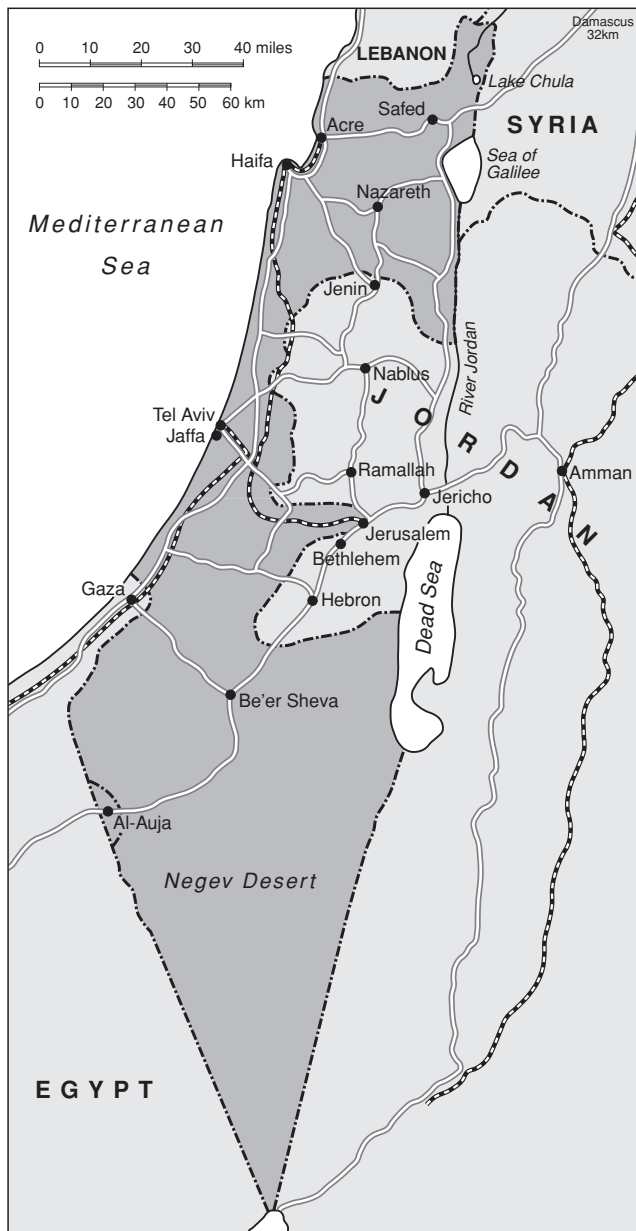 Damascus
32km
0 10 20 40 miles
0 10 20 30 40 50 60 km
LEBANON
Lake Chula
Safed
SYRIA
Acre
Haifa
Sea of
Galilee
Nazareth
Mediterranean
Sea
Jenin
River Jordan
Nablus
JORDAN
Tel Aviv
Jaffa
Ramallah
Amman
Jericho
Jerusalem
Bethlehem
Gaza
Hebron
Dead Sea
Be'er Sheva
Al-Auja
Negev Desert
EGYPT